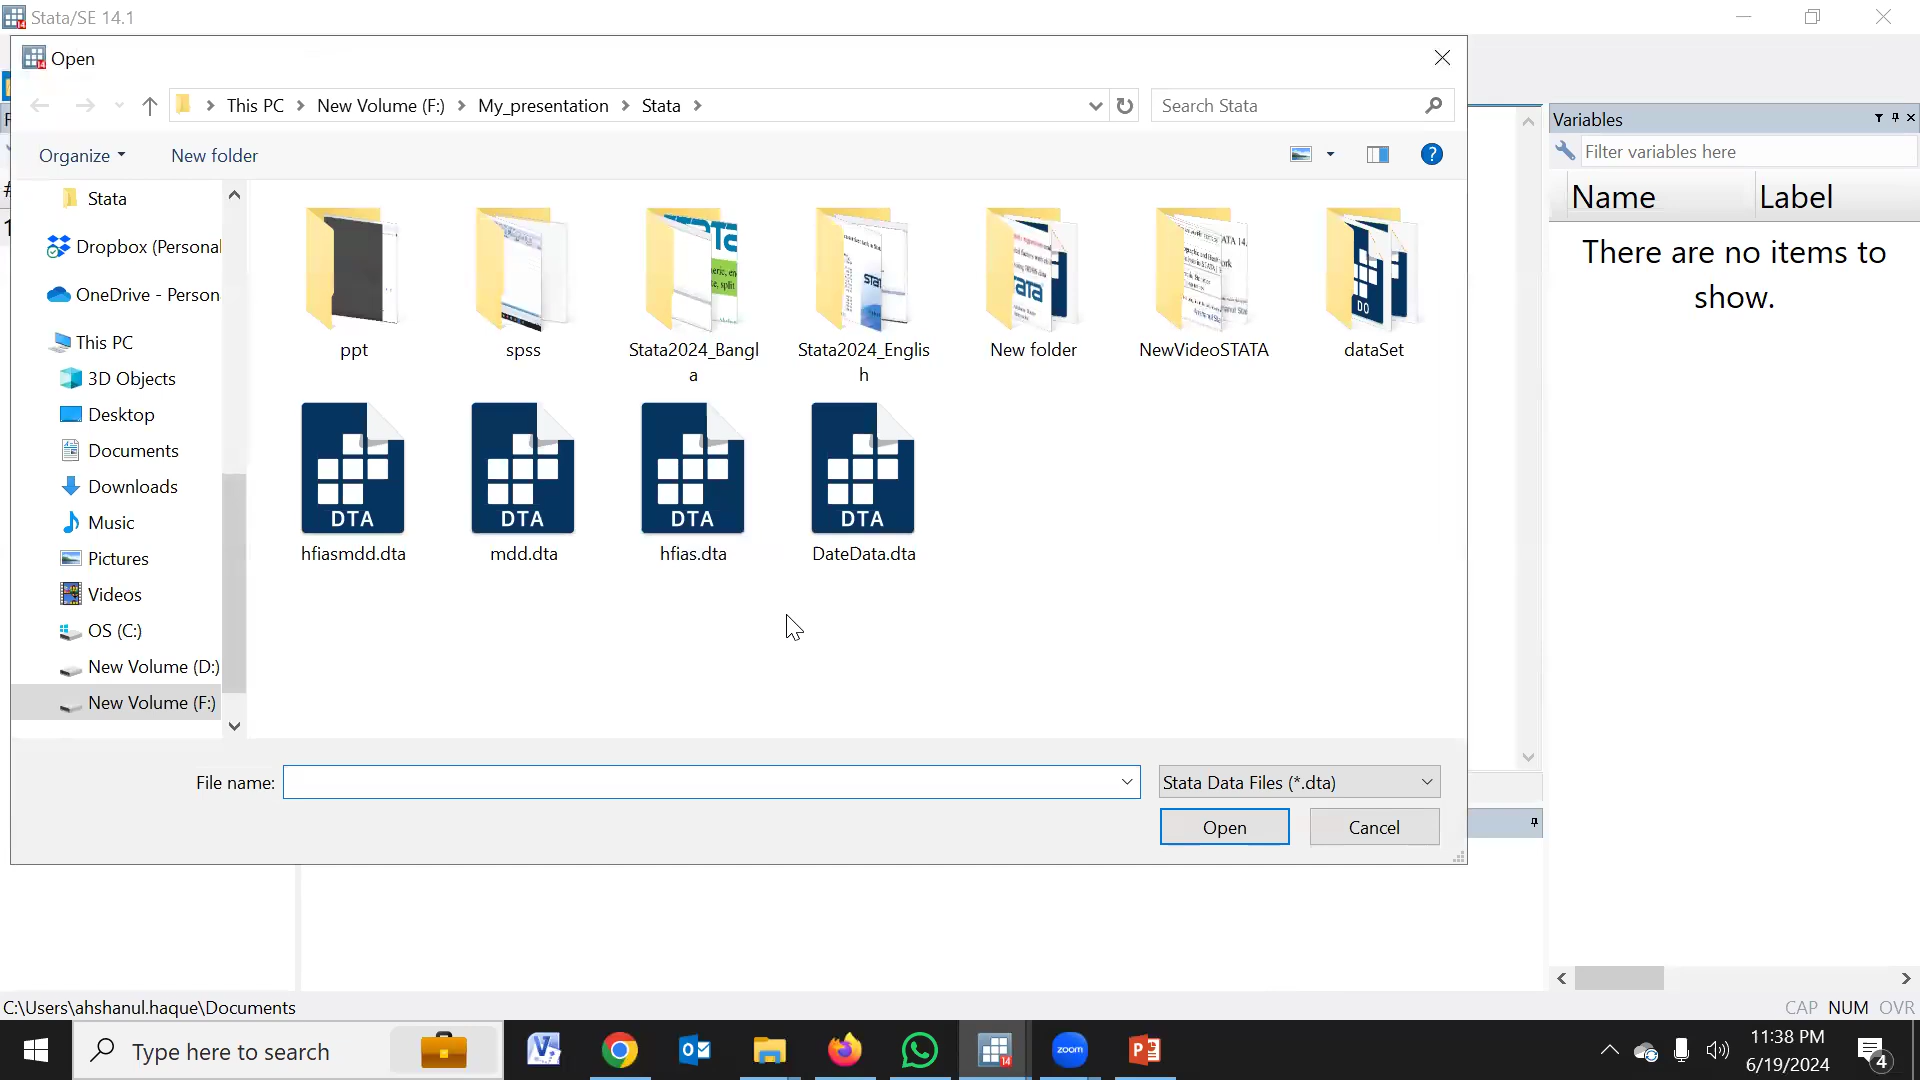 Stata/SE 14.1
Open
This PC New Volume (F:) My_presentation Stata
Search Stata
Organize
New folder
Stata
Dropbox (Personal
OneDrive - Person
This PC
3D Objects
Desktop
Documents
Downloads
Music
Pictures
Videos
OS (C:)
New Volume (D:)
New Volume (F:)
ppt
spss
Stata2024_Bangl
a
Stata2024_Englis
h
New folder
NewVideoSTATA
dataSet
DTA
DTA
DTA
DTA
hfiasmdd.dta
mdd.dta
hfias.dta
DateData.dta
File name:
Stata Data Files (*.dta)
Open
Cancel
Variables
Filter variables here
Name
Label
There are no items to
show.
C:\Users\ahshanul.haque\Documents
CAP NUM OVR
Type here to search
zoom
11:38 PM
6/19/2024
4